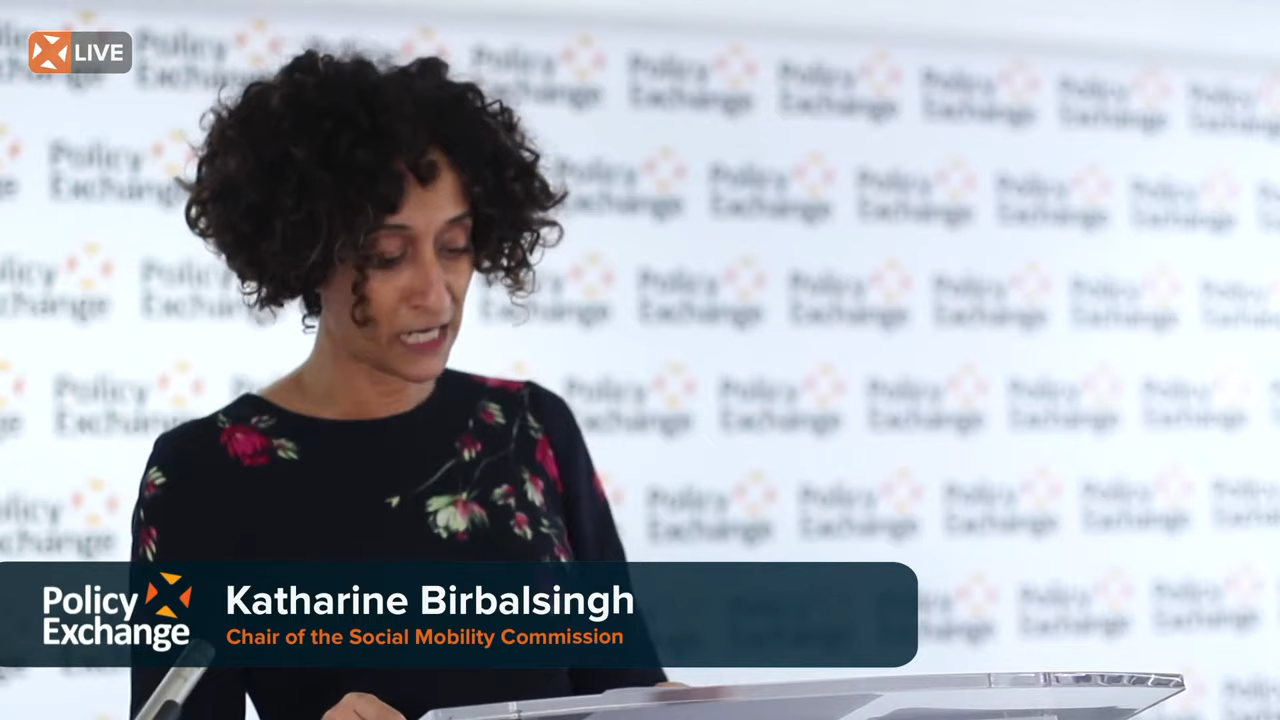 LIVE
Policy
Exchange
Katharine Birbalsingh
Chair of the Social Mobility Commission